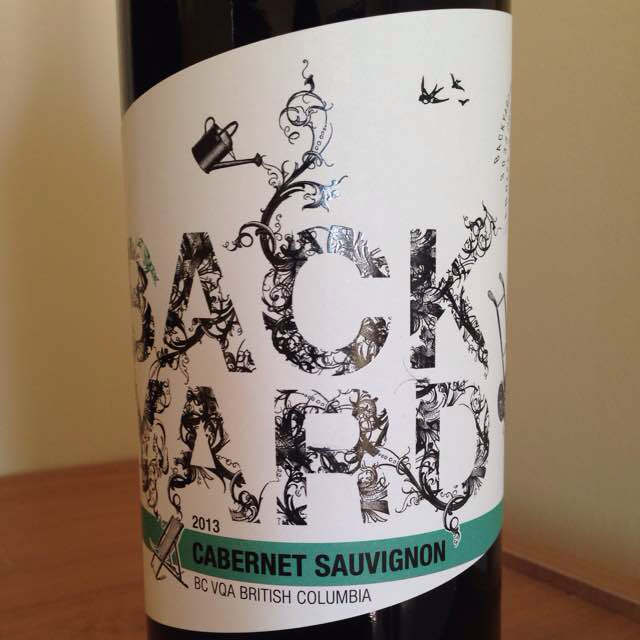 BACK
YARD
2013
CABERNET SAUVIGNON
BC VQA BRITISH COLUMBIA